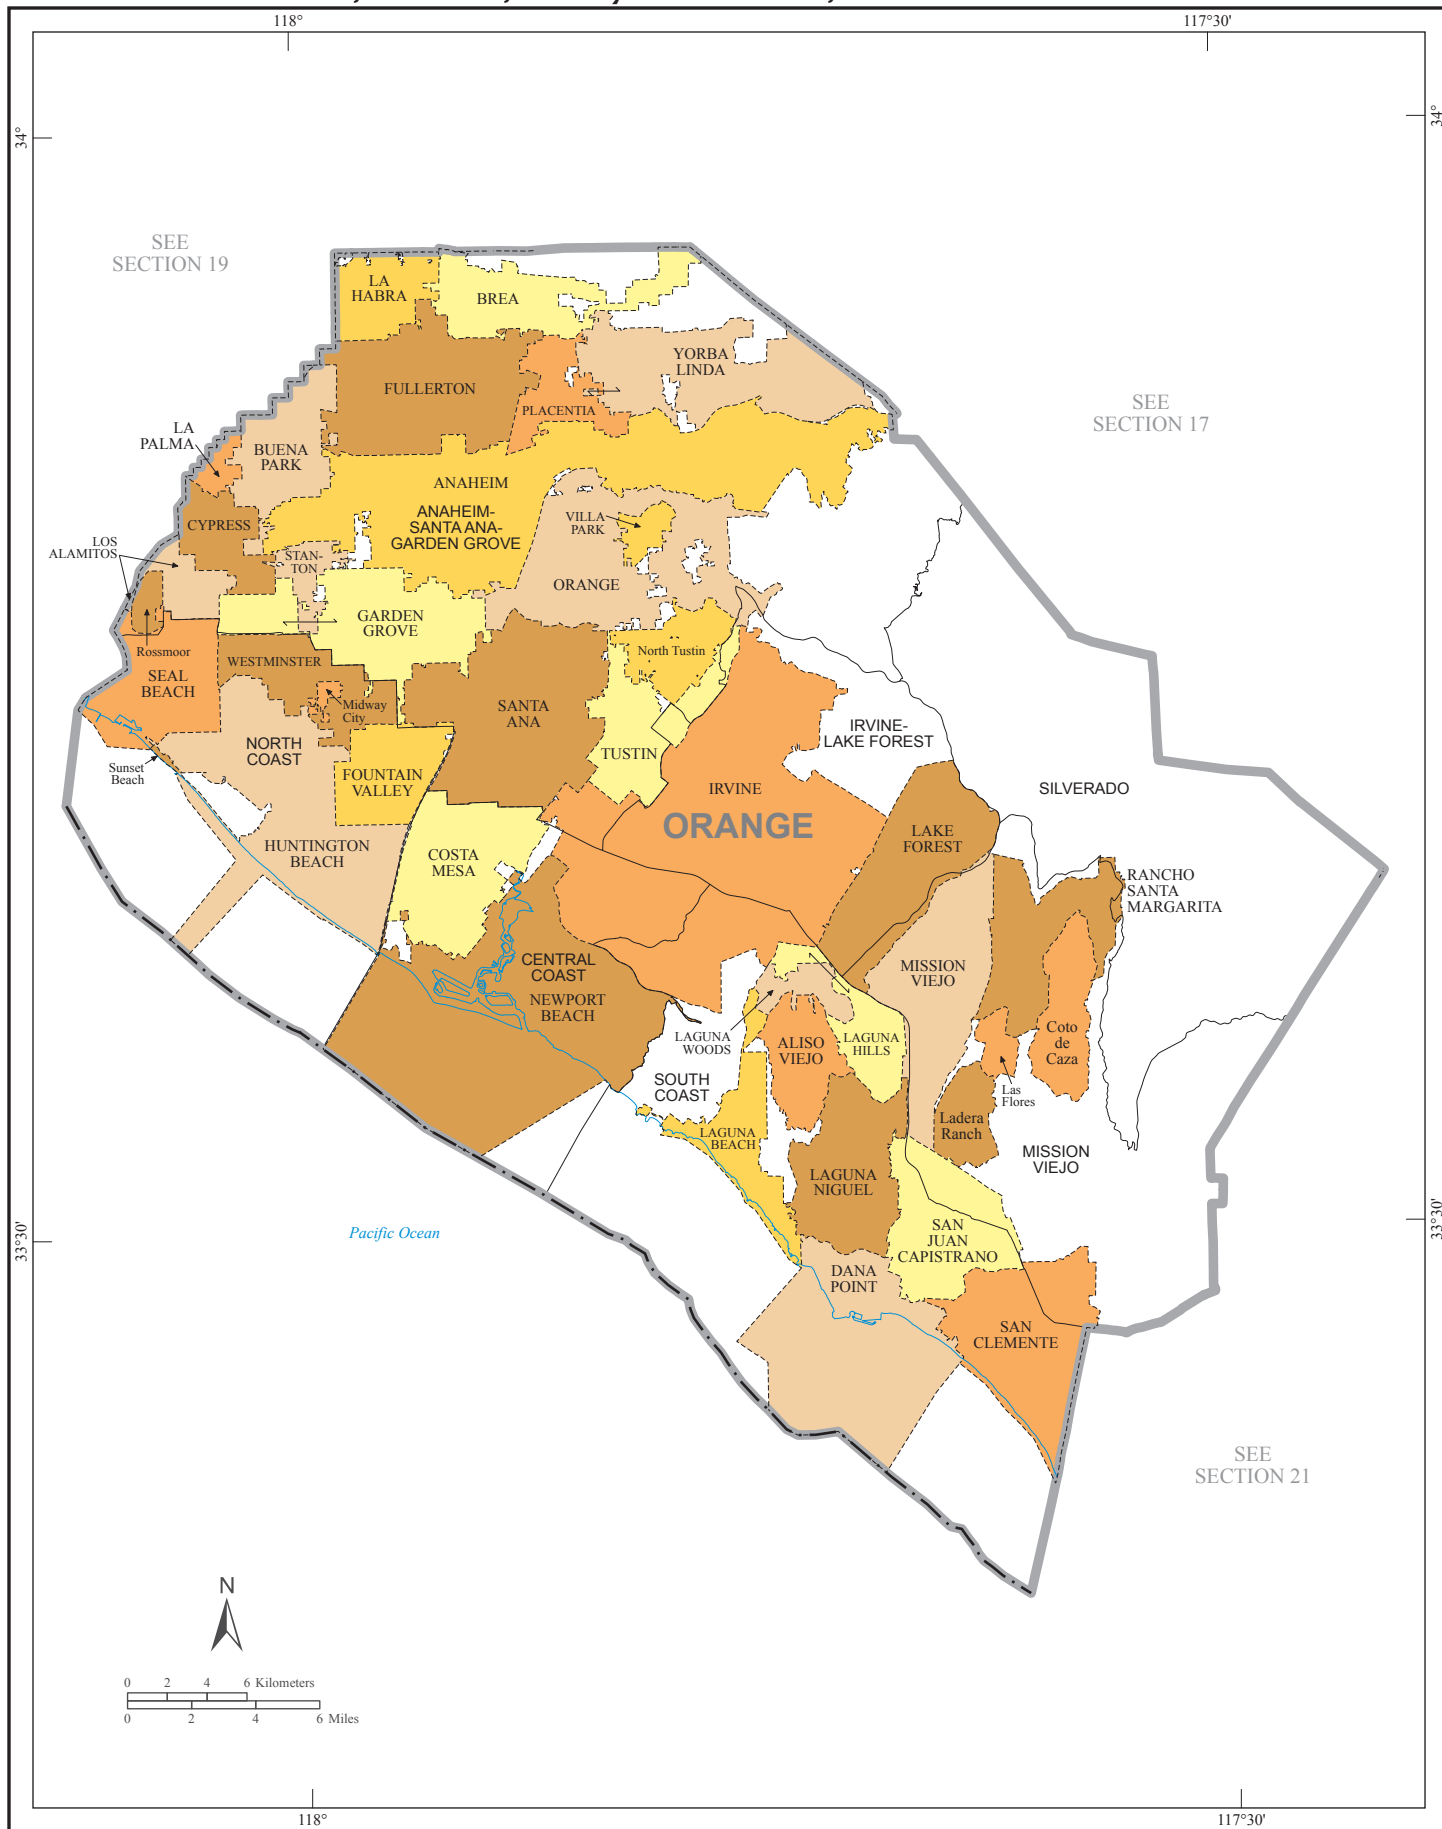 118°
117°30'
34°
34°
SEE
SECTION 19
LA
HABRA
BREA
YORBA
LINDA
FULLERTON
PLACENTIA
SEE
SECTION 17
LA
PALMA
BUENA
PARK
ANAHEIM
ANAHEIM-
SANTA ANA-
GARDEN GROVE
VILLA
PARK
CYPRESS
LOS
ALAMITOS
STAN-
TON
ORANGE
GARDEN
GROVE
Rossmoor
WESTMINSTER
North Tustin
SEAL
BEACH
Midway
City
SANTA
ANA
IRVINE-
LAKE FOREST
NORTH
COAST
TUSTIN
Sunset
Beach
FOUNTAIN
VALLEY
IRVINE
SILVERADO
ORANGE
LAKE
FOREST
HUNTINGTON
BEACH
COSTA
MESA
RANCHO
SANTA
MARGARITA
CENTRAL
COAST
MISSION
VIEJO
NEWPORT
BEACH
LAGUNA
WOODS
ALISO
VIEJO
LAGUNA
HILLS
Coto
de
Caza
SOUTH
COAST
Las
Flores
LAGUNA
BEACH
Ladera
Ranch
MISSION
VIEJO
LAGUNA
NIGUEL
Pacific Ocean
SAN
JUAN
CAPISTRANO
33°30'
33°30'
DANA
POINT
SAN
CLEMENTE
SEE
SECTION 21
N
0 2 4 6 Kilometers
0 2 4 6 Miles
118°
117°30'